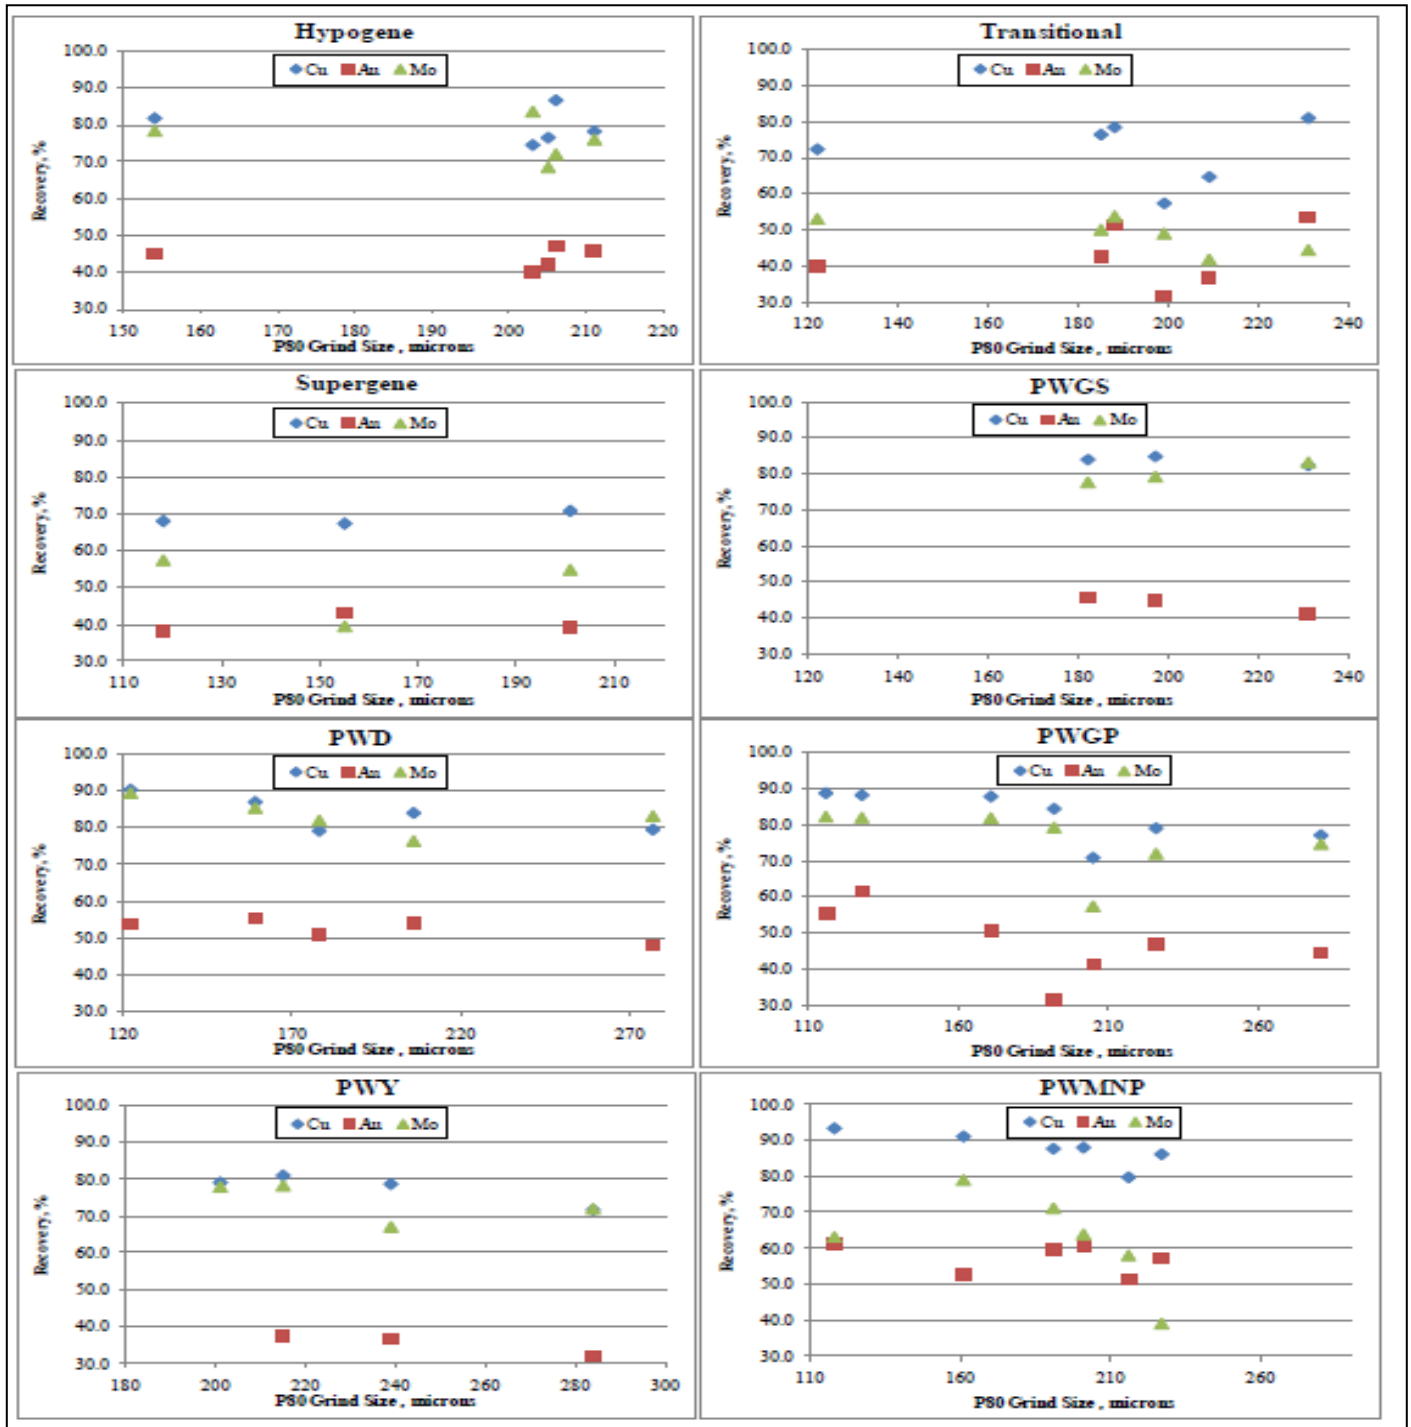 Hypogene
Cu Au Mo
100.0
90.0
80.0
70.0
60.0
50.0
40.0
30.0
Recovery, %
150 160 170 180 190 200 210 220
P80 Grind Size , microns
Transitional
Cu Au Mo
100.0
90.0
80.0
70.0
60.0
50.0
40.0
30.0
Recovery, %
120 140 160 180 200 220 240
P80 Grind Size , microns
Supergene
Cu Au Mo
100.0
90.0
80.0
70.0
60.0
50.0
40.0
30.0
Recovery, %
110 130 150 170 190 210
P80 Grind Size , microns
PWGS
Cu Au Mo
100.0
90.0
80.0
70.0
60.0
50.0
40.0
30.0
Recovery, %
120 140 160 180 200 220 240
P80 Grind Size , microns
PWD
Cu Au Mo
100.0
90.0
80.0
70.0
60.0
50.0
40.0
30.0
Recovery, %
120 170 220 270
P80 Grind Size , microns
PWGP
Cu Au Mo
100.0
90.0
80.0
70.0
60.0
50.0
40.0
30.0
Recovery, %
110 160 210 260
P80 Grind Size , microns
PWY
Cu Au Mo
100.0
90.0
80.0
70.0
60.0
50.0
40.0
30.0
Recovery, %
180 200 220 240 260 280 300
P80 Grind Size , microns
PWMNP
Cu Au Mo
100.0
90.0
80.0
70.0
60.0
50.0
40.0
30.0
Recovery, %
110 160 210 260
P80 Grind Size , microns